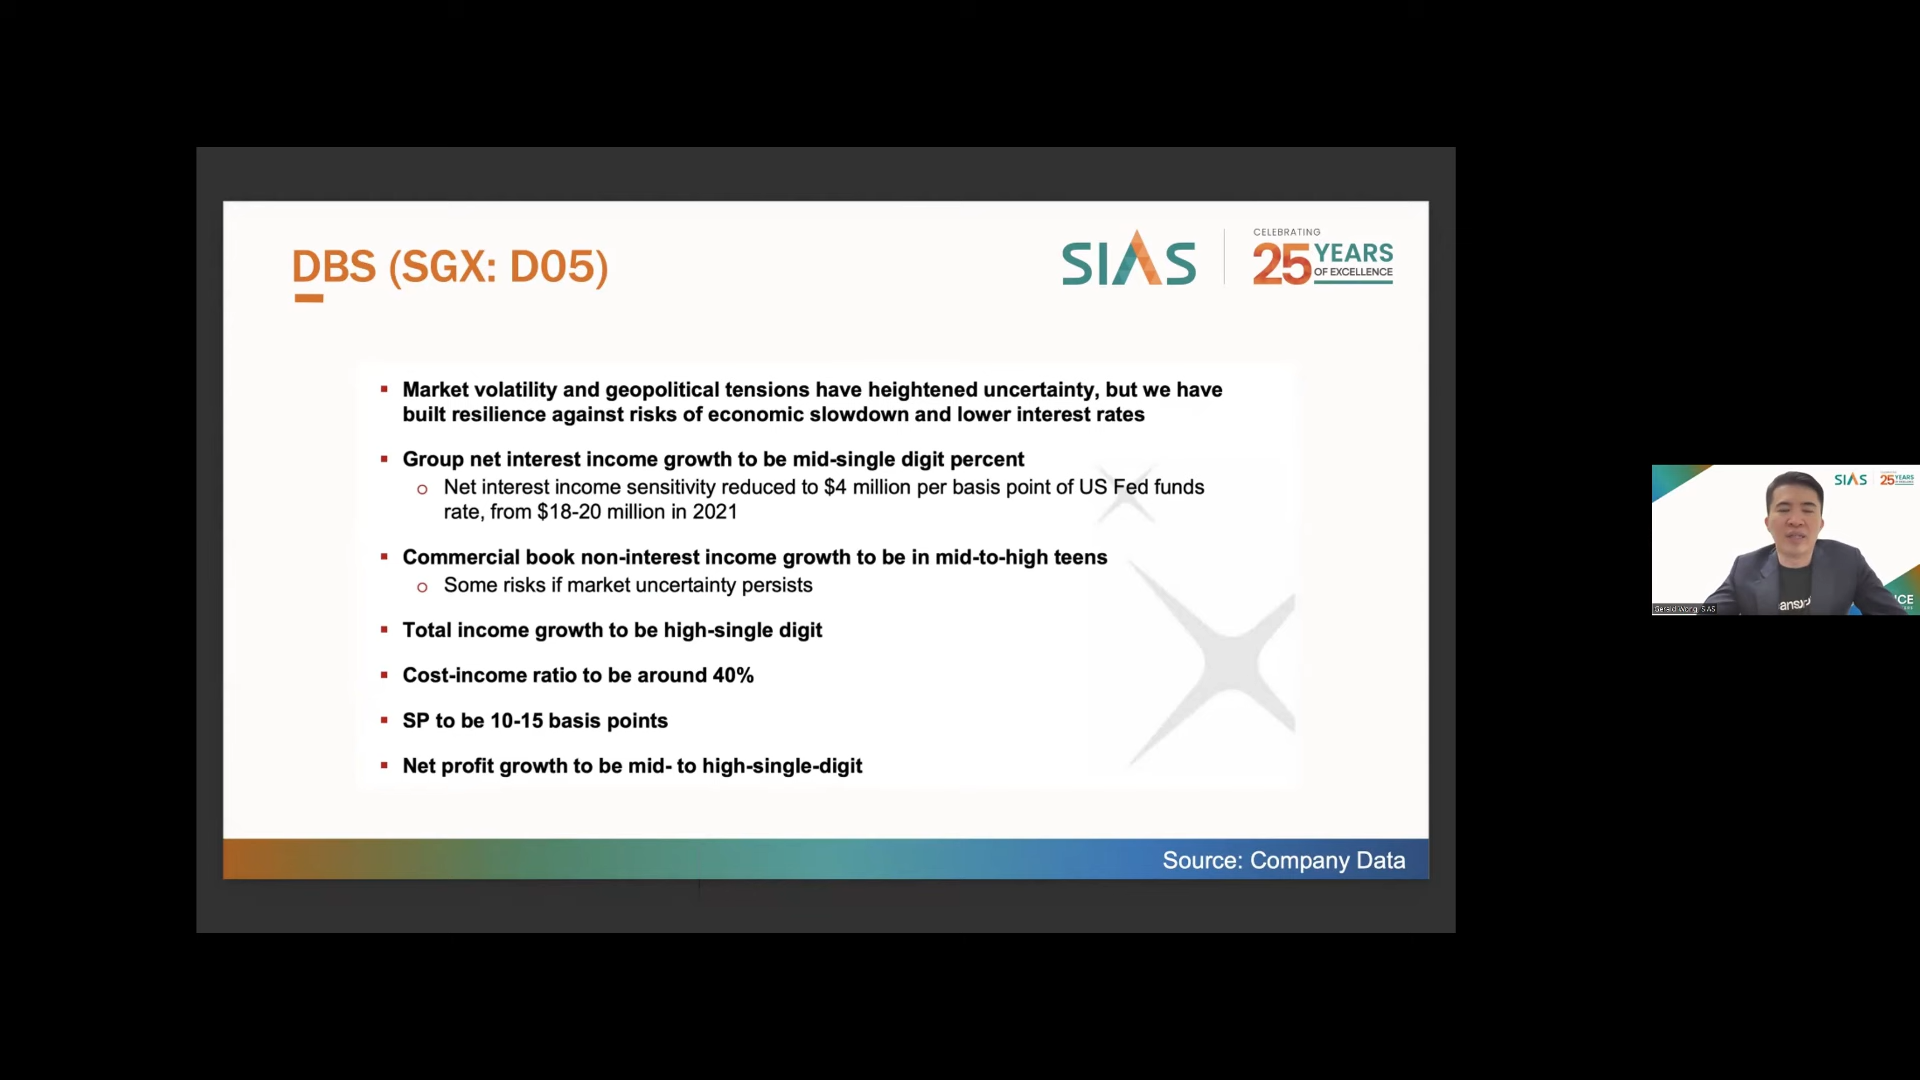 DBS (SGX: D05)
SIAS
CELEBRATING
25 YEARS
OF EXCELLENCE
Market volatility and geopolitical tensions have heightened uncertainty, but we have
built resilience against risks of economic slowdown and lower interest rates
Group net interest income growth to be mid-single digit percent
Net interest income sensitivity reduced to $4 million per basis point of US Fed funds
rate, from $18-20 million in 2021
Commercial book non-interest income growth to be in mid-to-high teens
Some risks if market uncertainty persists
Total income growth to be high-single digit
Cost-income ratio to be around 40%
SP to be 10-15 basis points
Net profit growth to be mid- to high-single-digit
Source: Company Data
SIAS
25 YEARS
Gerald Wong, SIAS